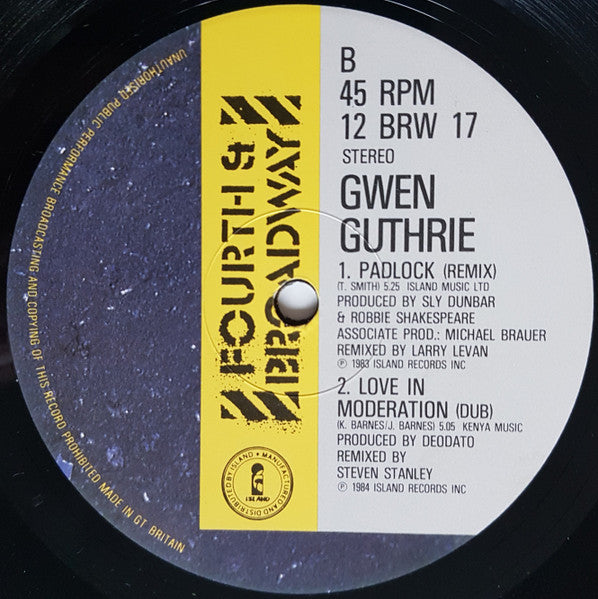 B
45 RPM
12 BRW 17
STEREO
GWEN
GUTHRIE
1. PADLOCK (REMIX)
(T. SMITH) 5.25 ISLAND MUSIC LTD
PRODUCED BY SLY DUNBAR
& ROBBIE SHAKESPEARE
ASSOCIATE PROD.: MICHAEL BRAUER
REMIXED BY LARRY LEVAN
℗ 1983 ISLAND RECORDS INC
2. LOVE IN
MODERATION (DUB)
(K. BARNES/J. BARNES) 5.05 KENYA MUSIC
PRODUCED BY DEODATO
REMIXED BY
STEVEN STANLEY
℗ 1984 ISLAND RECORDS INC
FOURTH &
BROADWAY
MANUFACTURED AND DISTRIBUTED BY ISLAND •
ISLAND
UNAUTHORISED PUBLIC PERFORMANCE BROADCASTING AND COPYING OF THIS RECORD PROHIBITED MADE IN GT BRITAIN